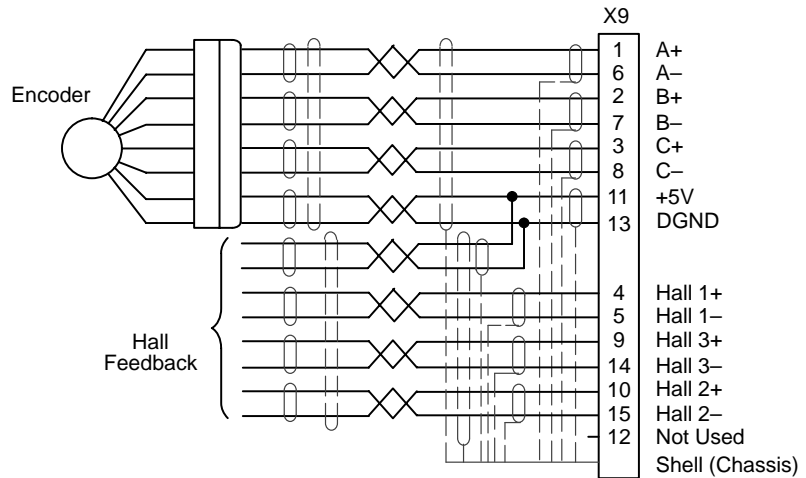 X9
Encoder
1 A+
6 A–
2 B+
7 B–
3 C+
8 C–
11 +5V
13 DGND
4 Hall 1+
5 Hall 1–
9 Hall 3+
14 Hall 3–
10 Hall 2+
15 Hall 2–
12 Not Used
Shell (Chassis)
Hall
Feedback